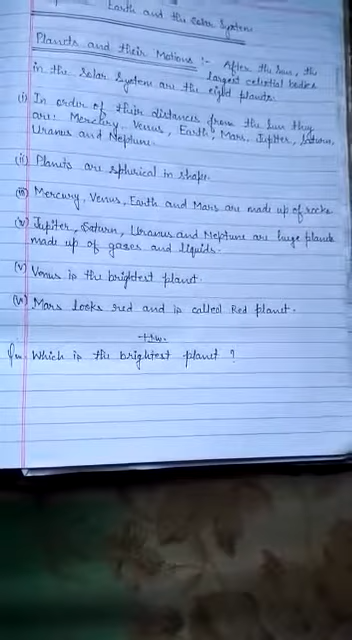 Earth and the Solar System
Planets and their Motions :- After the Sun, the
largest celestial bodies
in the Solar System are the eight planets.
(i) In order of their distances from the Sun they
are: Mercury, Venus, Earth, Mars, Jupiter, Saturn,
Uranus and Neptune.
(ii) Planets are spherical in shape.
(iii) Mercury, Venus, Earth and Mars are made up of rocks
(iv) Jupiter, Saturn, Uranus and Neptune are huge planets
made up of gases and liquids.
(v) Venus is the brightest planet.
(vi) Mars looks red and is called Red planet.
H.W.
Qu. Which is the brightest planet ?